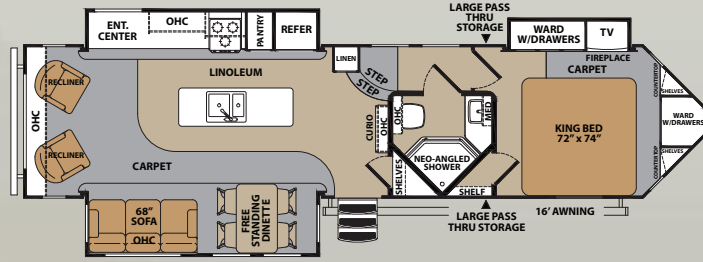 LARGE PASS
THRU
STORAGE
ENT.
CENTER
OHC
PANTRY
REFER
WARD
W/DRAWERS
TV
FIREPLACE
CARPET
LINEN
STEP
STEP
LINOLEUM
RECLINER
OHC
RECLINER
CARPET
CURIO
OHC
OHC
MED
COUNTERTOP
SHELVES
WARD
W/DRAWERS
KING BED
72" x 74"
NEO-ANGLED
SHOWER
SHELVES
SHELF
COUNTERTOP
SHELVES
68"
SOFA
OHC
FREE
STANDING
DINETTE
LARGE PASS
THRU STORAGE
16' AWNING